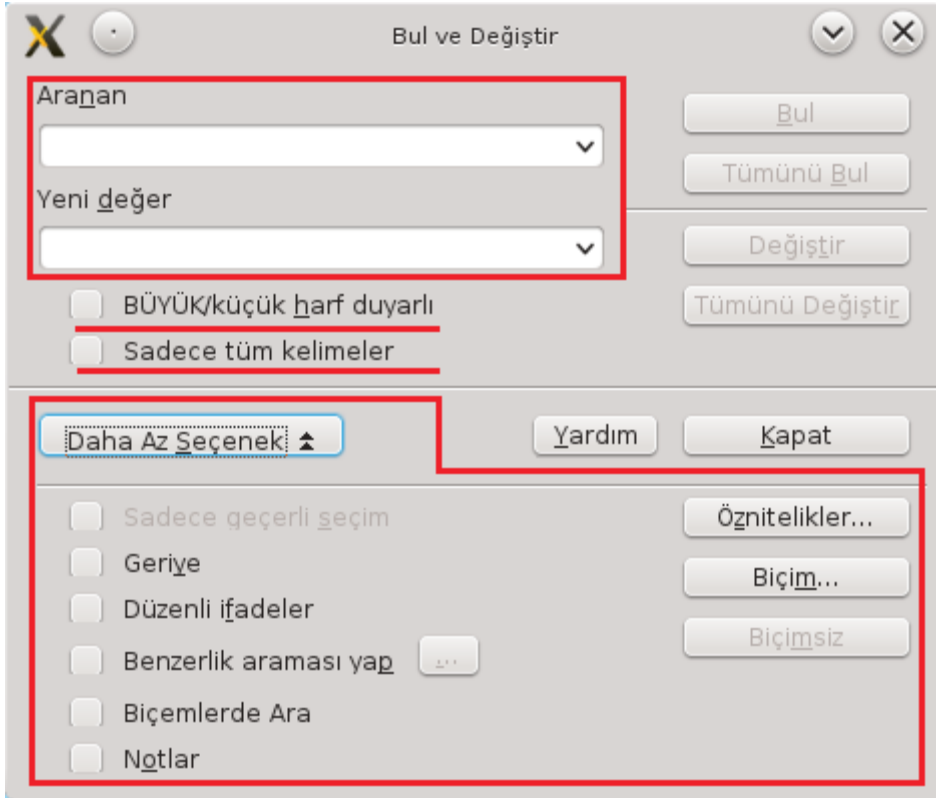 Bul ve Değiştir
Aranan
Bul
Tümünü Bul
Yeni değer
Değiştir
BÜYÜK/küçük harf duyarlı
Tümünü Değiştir
Sadece tüm kelimeler
Daha Az Seçenek
Yardım
Kapat
Sadece geçerli seçim
Öznitelikler...
Geriye
Biçim...
Düzenli ifadeler
Biçimsiz
Benzerlik araması yap
...
Biçemlerde Ara
Notlar